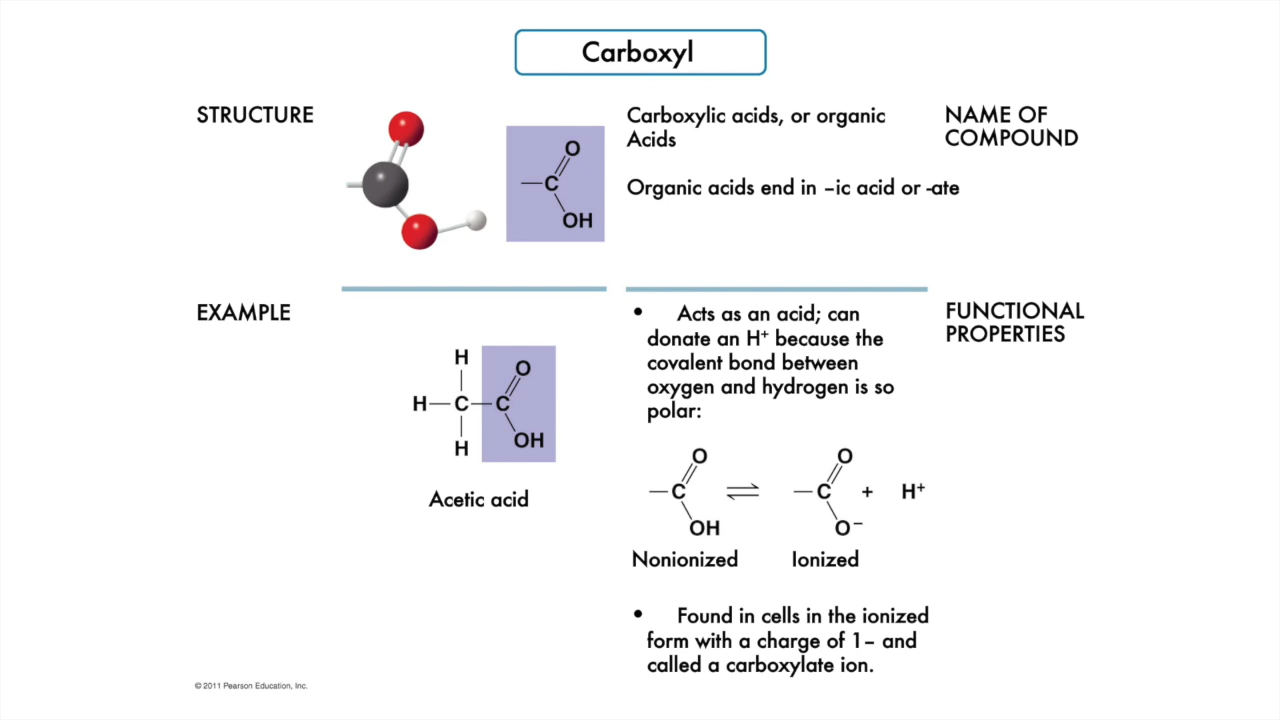 Carboxyl
STRUCTURE
O
C
OH
Carboxylic acids, or organic
Acids
Organic acids end in –ic acid or -ate
NAME OF
COMPOUND
EXAMPLE
H
O
H C C
H
OH
Acetic acid
• Acts as an acid; can
donate an H⁺ because the
covalent bond between
oxygen and hydrogen is so
polar:
FUNCTIONAL
PROPERTIES
O O
C ⇌ C + H⁺
OH O⁻
Nonionized Ionized
• Found in cells in the ionized
form with a charge of 1– and
called a carboxylate ion.
© 2011 Pearson Education, Inc.